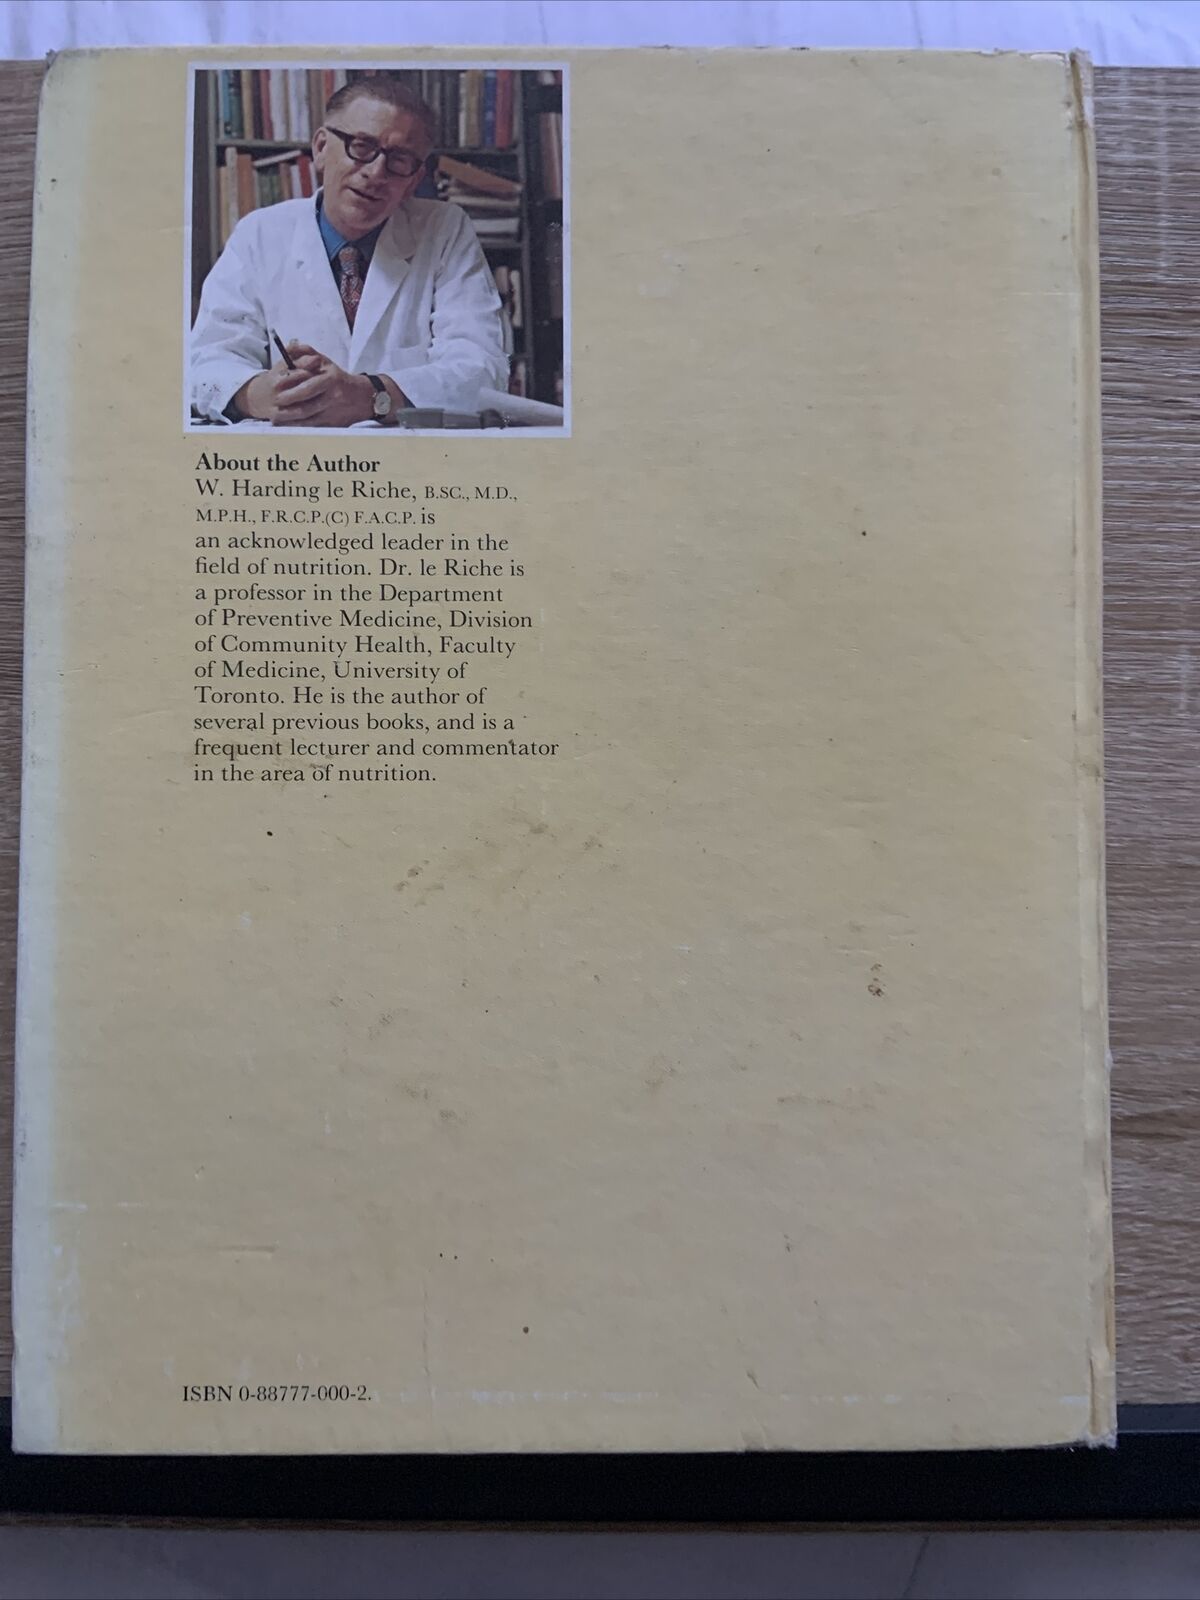 About the Author
W. Harding le Riche, B.SC., M.D.,
M.P.H., F.R.C.P.(C) F.A.C.P. is
an acknowledged leader in the
field of nutrition. Dr. le Riche is
a professor in the Department
of Preventive Medicine, Division
of Community Health, Faculty
of Medicine, University of
Toronto. He is the author of
several previous books, and is a
frequent lecturer and commentator
in the area of nutrition.
ISBN 0-88777-000-2.